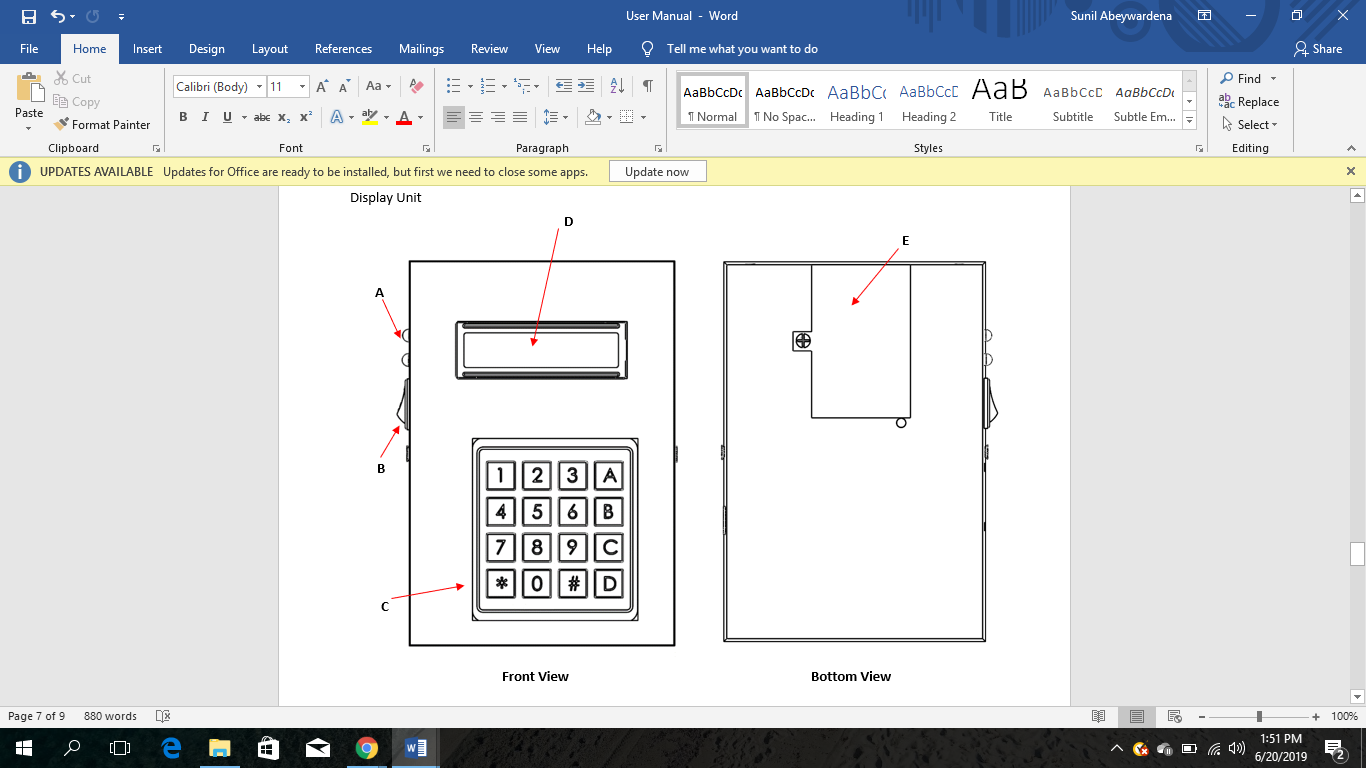 User Manual - Word
Sunil Abeywardena
File Home Insert Design Layout References Mailings Review View Help Tell me what you want to do Share
Paste
Cut
Copy
Format Painter
Clipboard
Calibri (Body) 11
Font
Paragraph
AaBbCcDc AaBbCcDc AaBbCc AaBbCcD AaB AaBbCcD AaBbCcDc
¶ Normal ¶ No Spac... Heading 1 Heading 2 Title Subtitle Subtle Em...
Styles
Find
Replace
Select
Editing
UPDATES AVAILABLE Updates for Office are ready to be installed, but first we need to close some apps. Update now
Display Unit
D
E
A
B
C
1 2 3 A
4 5 6 B
7 8 9 C
* 0 # D
Front View Bottom View
Page 7 of 9 880 words 100%
1:51 PM
6/20/2019
2